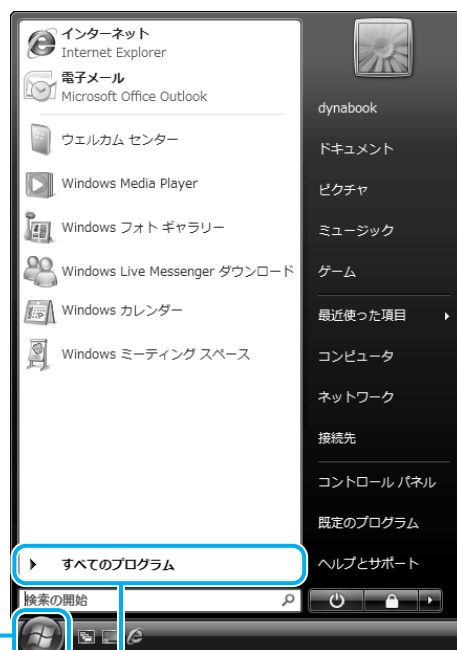 インターネット
Internet Explorer
電子メール
Microsoft Office Outlook
ウェルカム センター
Windows Media Player
Windows フォト ギャラリー
Windows Live Messenger ダウンロード
Windows カレンダー
Windows ミーティング スペース
すべてのプログラム
検索の開始
dynabook
ドキュメント
ピクチャ
ミュージック
ゲーム
最近使った項目
コンピュータ
ネットワーク
接続先
コントロール パネル
既定のプログラム
ヘルプとサポート